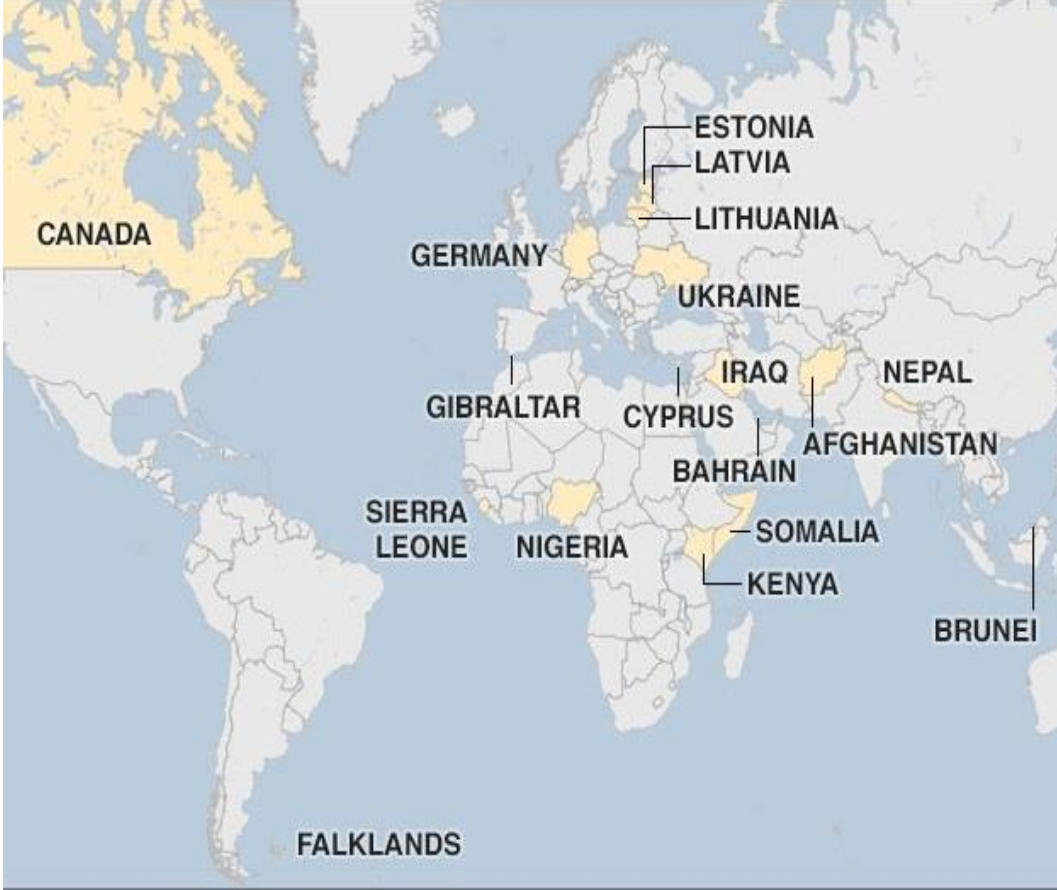 ESTONIA
LATVIA
CANADA
LITHUANIA
GERMANY
UKRAINE
IRAQ
NEPAL
GIBRALTAR
CYPRUS
AFGHANISTAN
BAHRAIN
SIERRA
LEONE
NIGERIA
SOMALIA
KENYA
BRUNEI
FALKLANDS